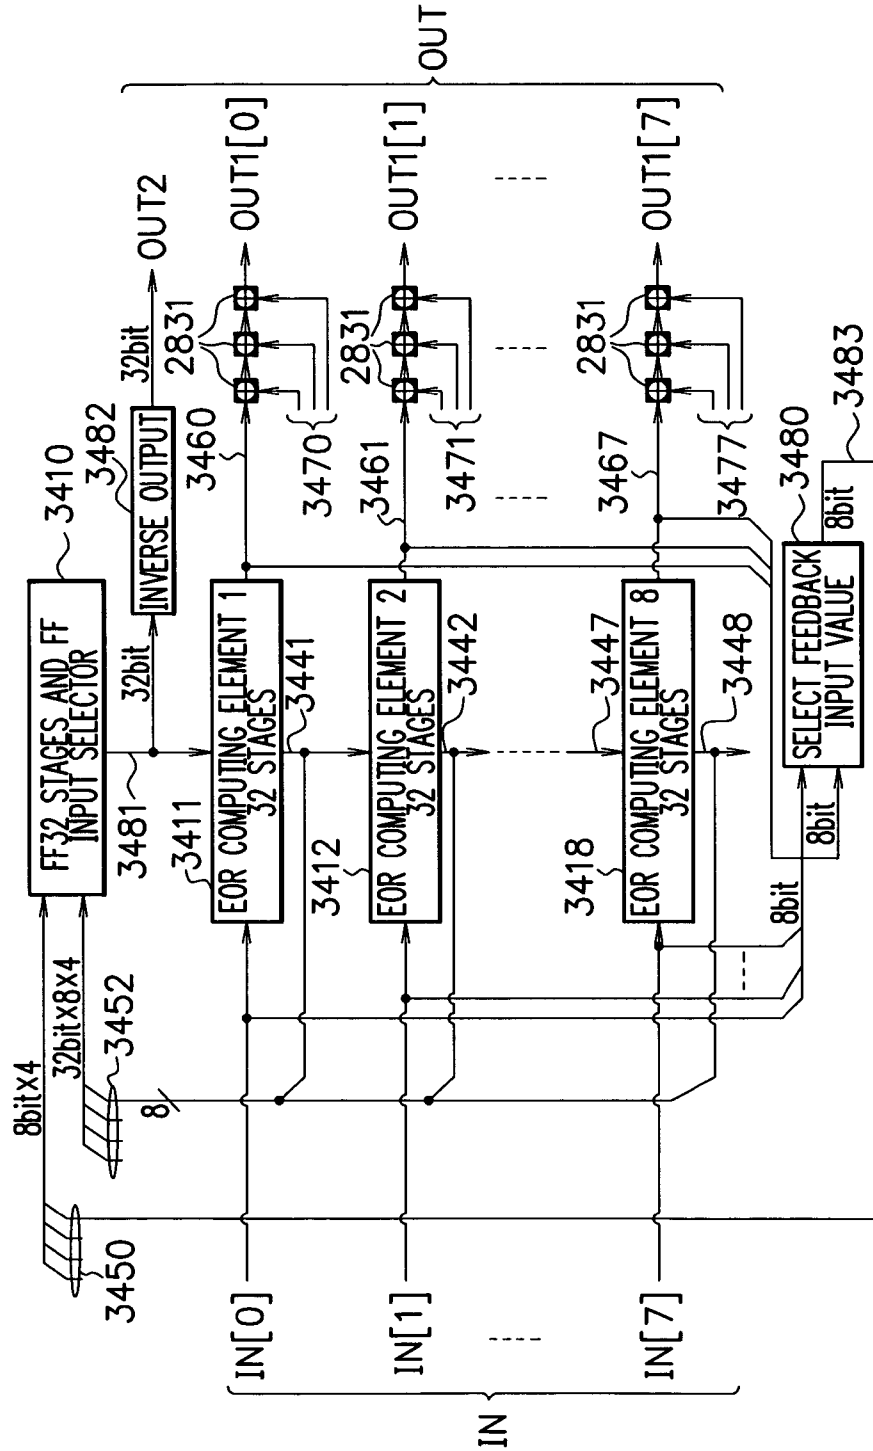 8bit×4
32bit×8×4
3450
3452
8
FF32 STAGES AND FF
INPUT SELECTOR
3410
3481
32bit
INVERSE OUTPUT
3482
32bit
OUT2
IN
IN[0]
3411
EOR COMPUTING ELEMENT 1
32 STAGES
3441
3460
2831
3470
OUT1[0]
IN[1]
3412
EOR COMPUTING ELEMENT 2
32 STAGES
3442
3461
2831
3471
OUT1[1]
OUT
3447
IN[7]
3418
EOR COMPUTING ELEMENT 8
32 STAGES
3448
3467
2831
3477
OUT1[7]
8bit
8bit
SELECT FEEDBACK
INPUT VALUE
3480
8bit
3483